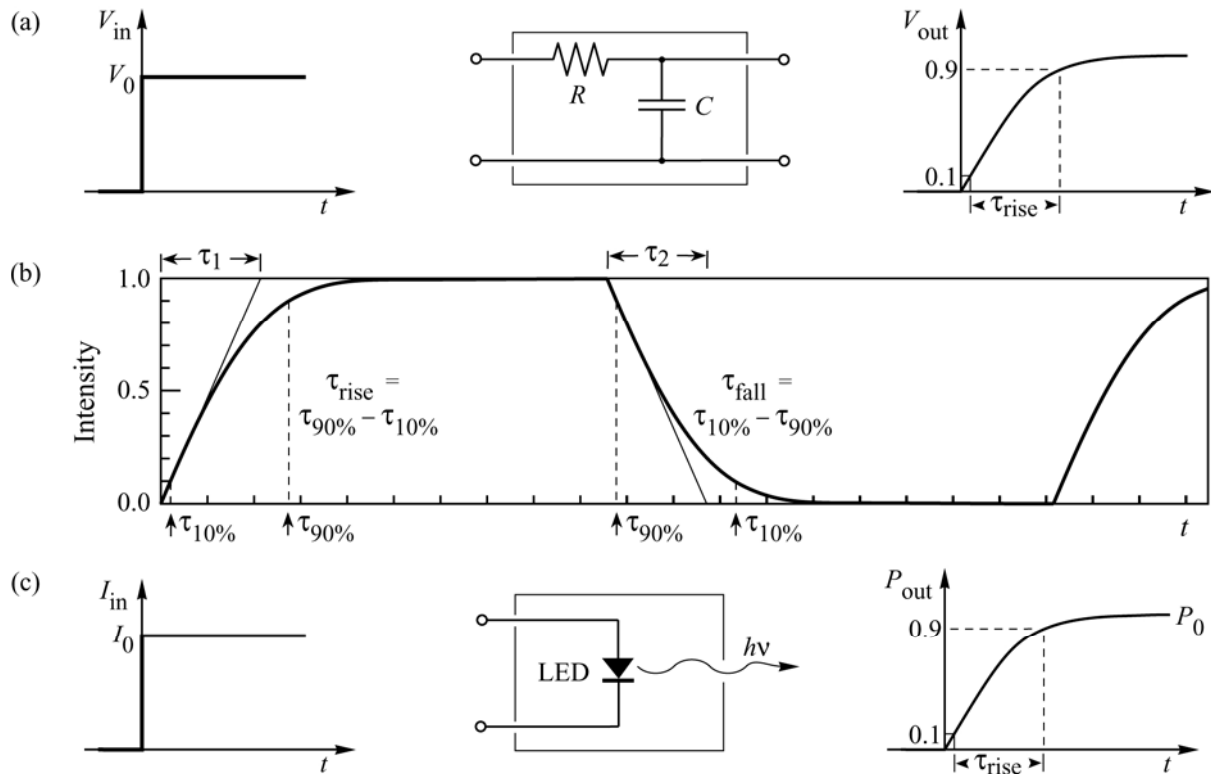 (a)
V_in
V_0
t
R
C
V_out
0.9
0.1
τ_rise
t
(b)
τ_1
τ_2
1.0
0.5
0.0
Intensity
τ_rise =
τ_90% – τ_10%
τ_fall =
τ_10% – τ_90%
τ_10%
τ_90%
τ_90%
τ_10%
t
(c)
I_in
I_0
t
LED
hν
P_out
P_0
0.9
0.1
τ_rise
t